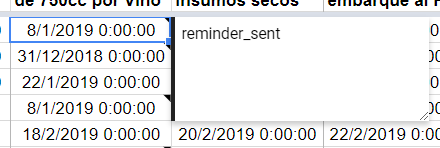 de 750cc por vino insumos secos embarque al
8/1/2019 0:00:00 reminder_sent
31/12/2018 0:00:00
22/1/2019 0:00:00
8/1/2019 0:00:00
18/2/2019 0:00:00 20/2/2019 0:00:00 22/2/2019 0:00:00